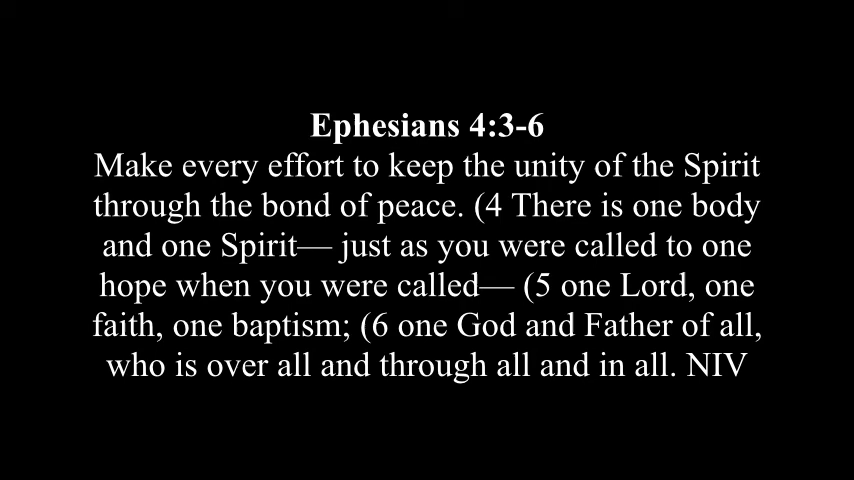 Ephesians 4:3-6
Make every effort to keep the unity of the Spirit
through the bond of peace. (4 There is one body
and one Spirit— just as you were called to one
hope when you were called— (5 one Lord, one
faith, one baptism; (6 one God and Father of all,
who is over all and through all and in all. NIV